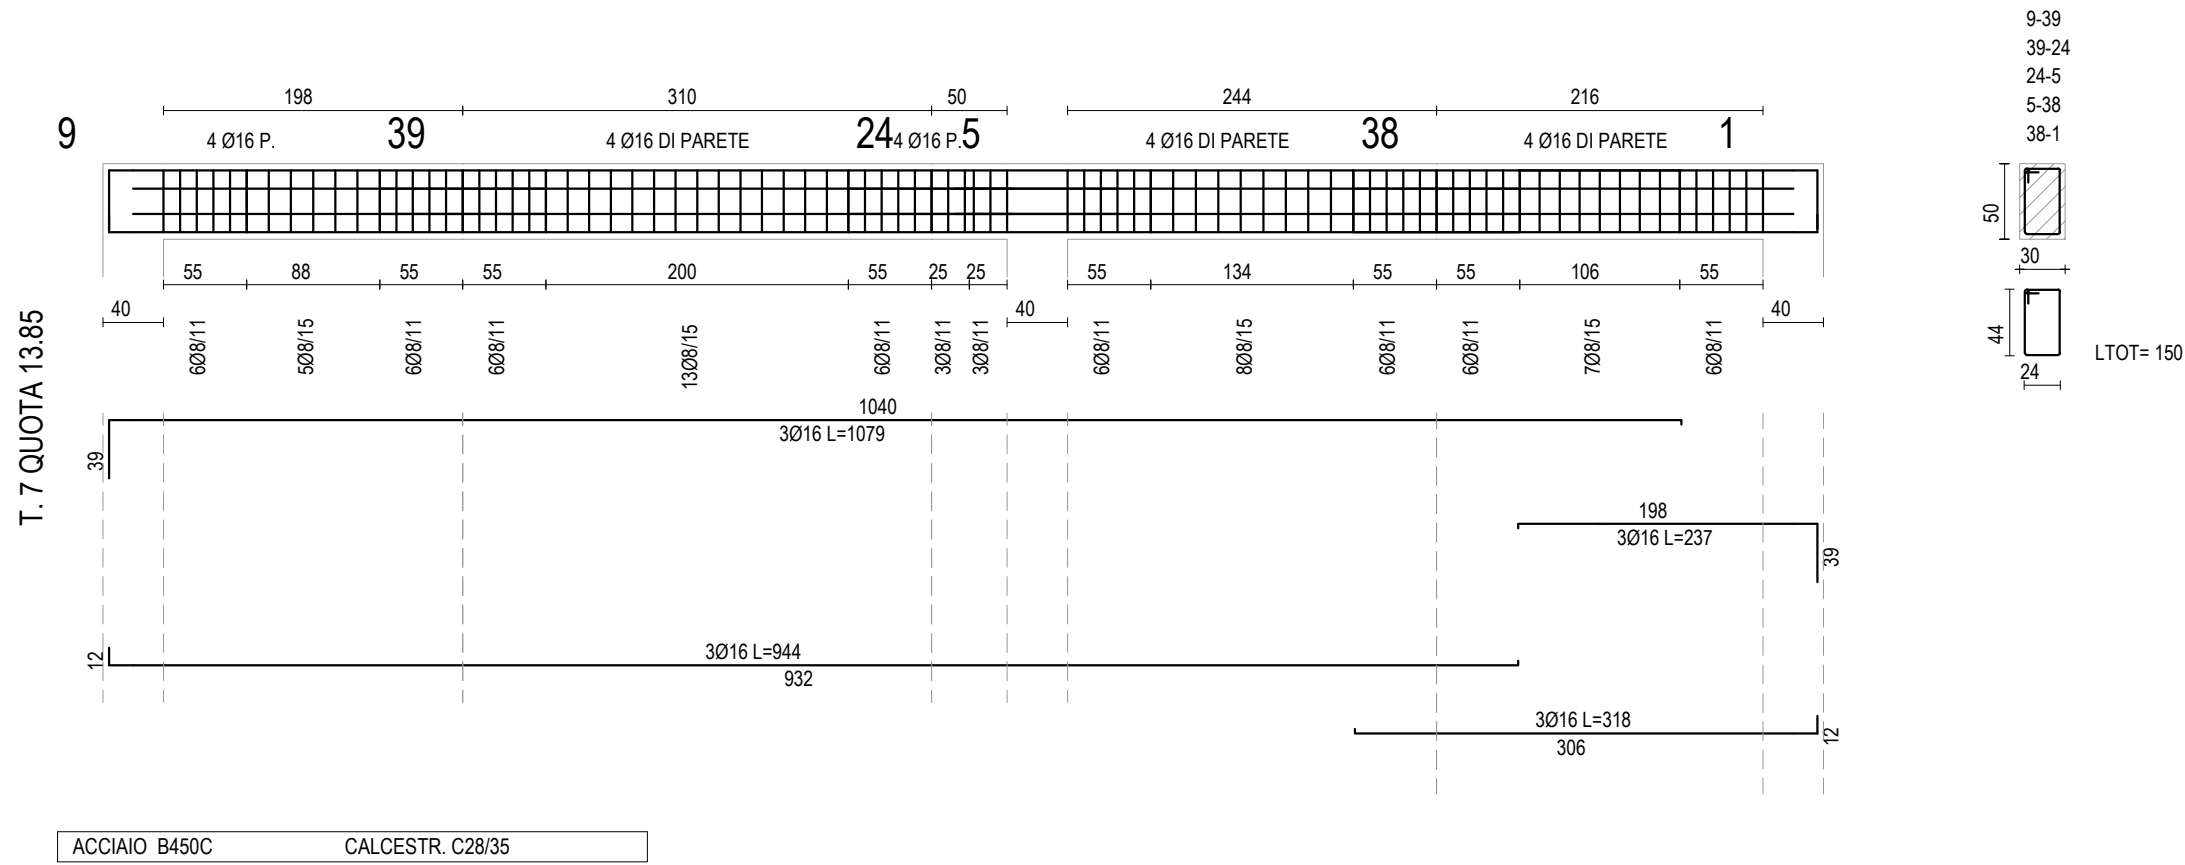 9-39
39-24
24-5
5-38
38-1
198
310
50
244
216
9
4 Ø16 P.
39
4 Ø16 DI PARETE
24
4 Ø16 P.
5
4 Ø16 DI PARETE
38
4 Ø16 DI PARETE
1
50
30
55
88
55
55
200
55
25
25
55
134
55
55
106
55
40
40
40
6Ø8/11
5Ø8/15
6Ø8/11
6Ø8/11
13Ø8/15
6Ø8/11
3Ø8/11
3Ø8/11
6Ø8/11
8Ø8/15
6Ø8/11
6Ø8/11
7Ø8/15
6Ø8/11
44
24
LTOT= 150
T. 7 QUOTA 13.85
1040
3Ø16 L=1079
39
198
3Ø16 L=237
39
3Ø16 L=944
12
932
3Ø16 L=318
12
306
ACCIAIO B450C CALCESTR. C28/35